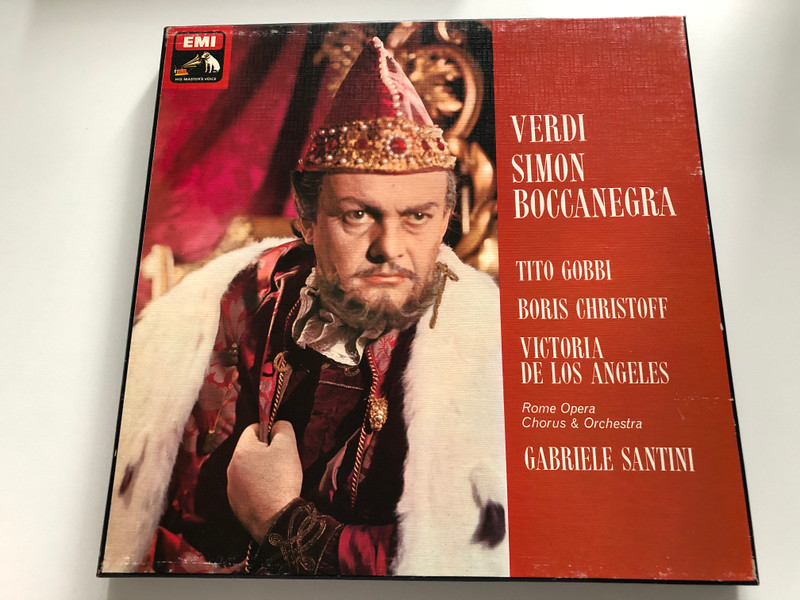 EMI
HIS MASTER'S VOICE
VERDI
SIMON
BOCCANEGRA
TITO GOBBI
BORIS CHRISTOFF
VICTORIA
DE LOS ANGELES
Rome Opera
Chorus & Orchestra
GABRIELE SANTINI